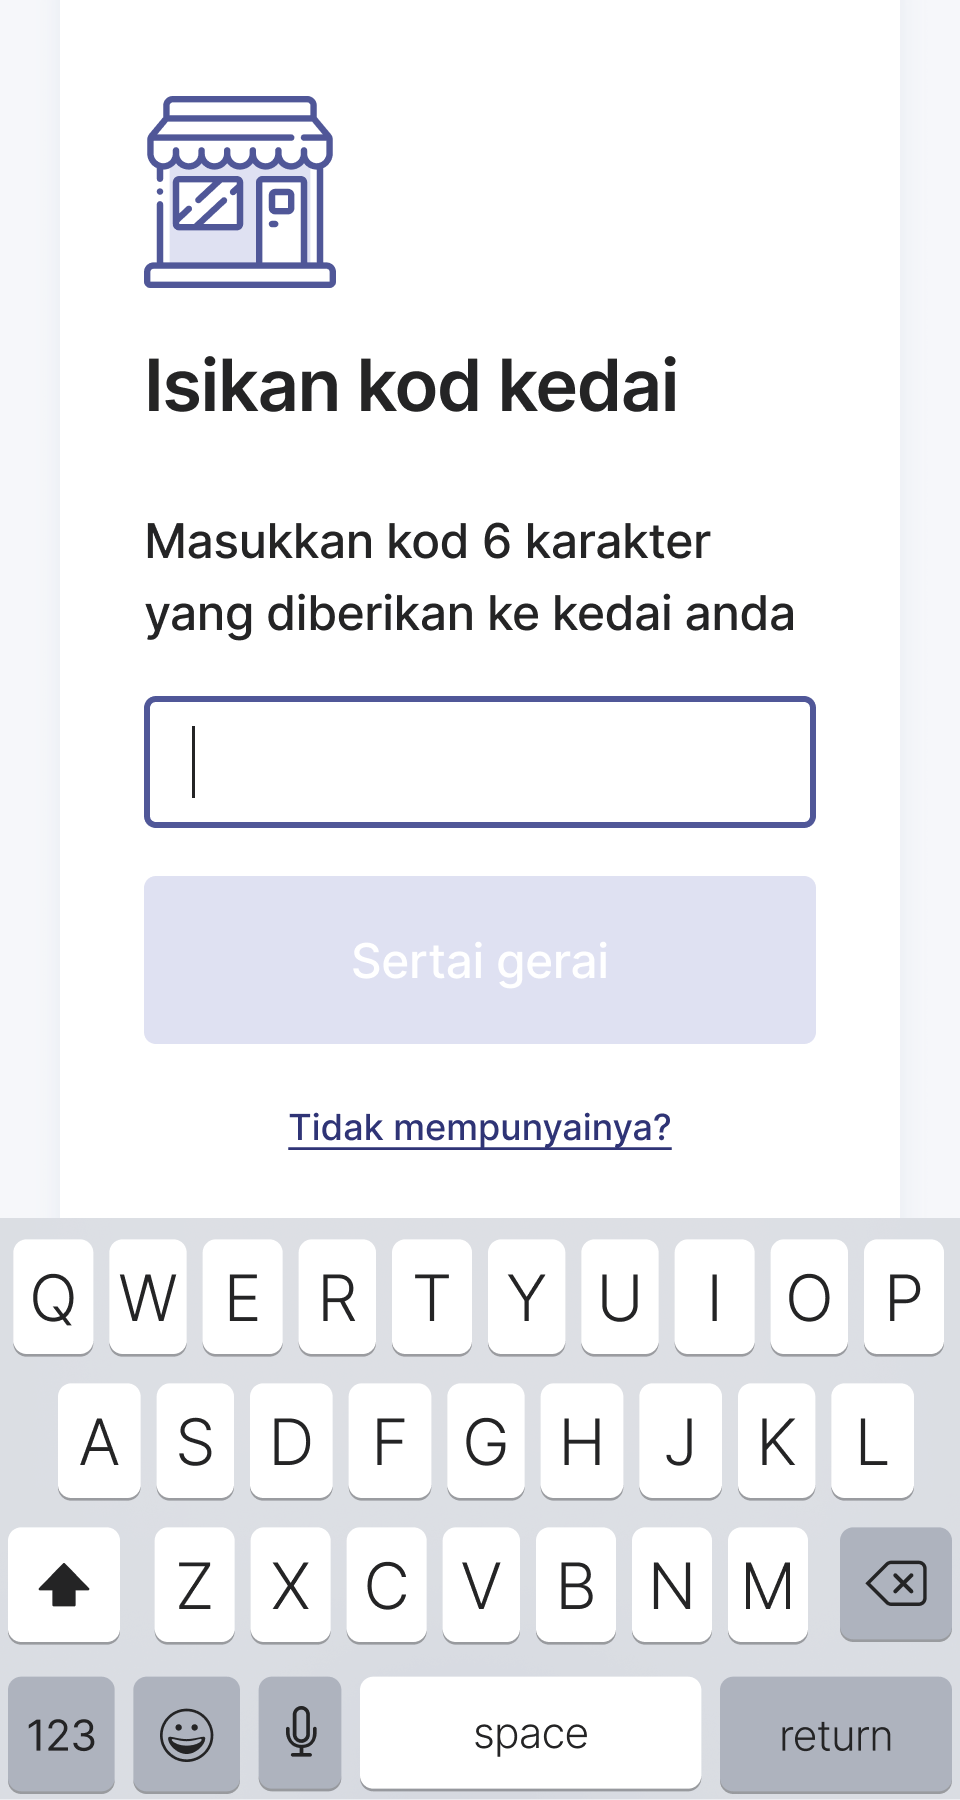 Isikan kod kedai
Masukkan kod 6 karakter
yang diberikan ke kedai anda
Sertai gerai
Tidak mempunyainya?
Q W E R T Y U I O P
A S D F G H J K L
Z X C V B N M
123 space return